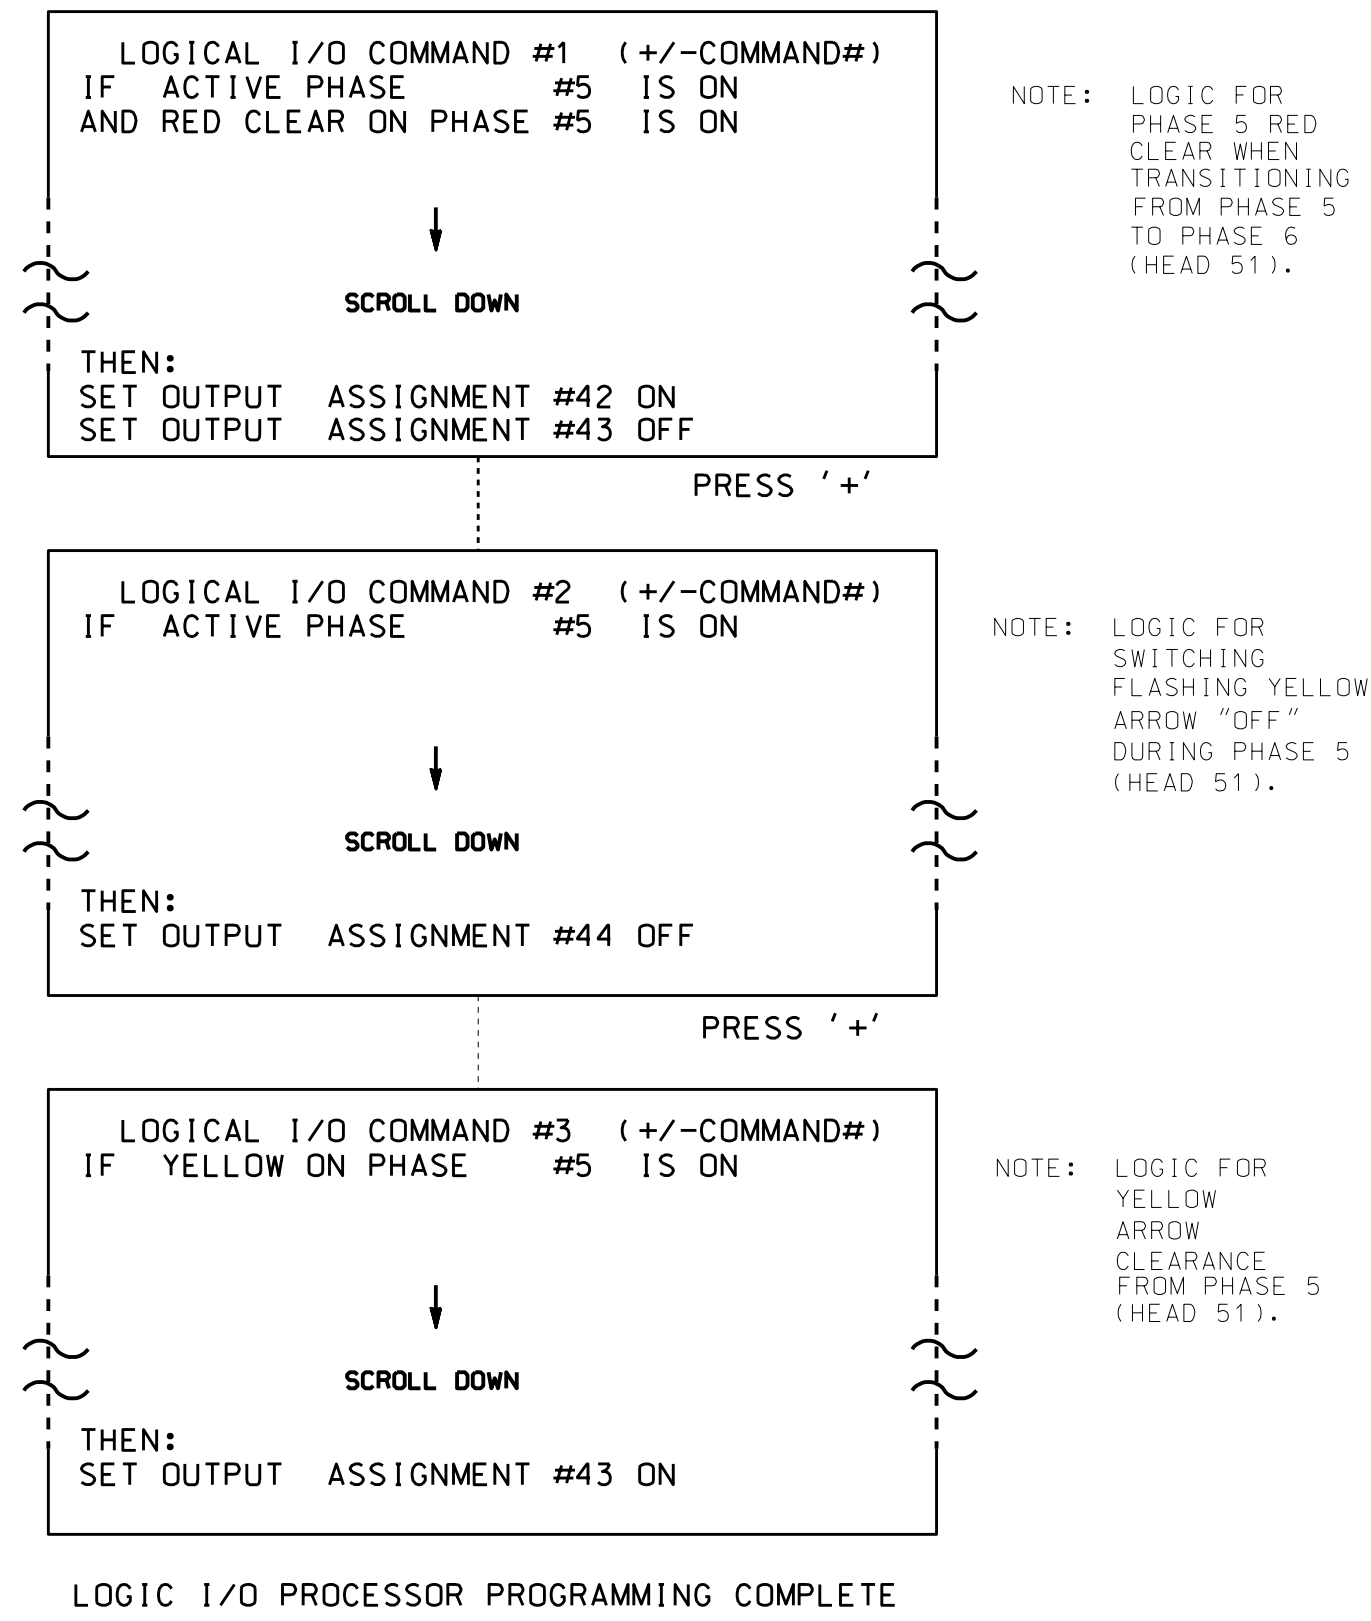 LOGICAL I/O COMMAND #1 (+/-COMMAND#)
IF ACTIVE PHASE #5 IS ON
AND RED CLEAR ON PHASE #5 IS ON
SCROLL DOWN
THEN:
SET OUTPUT ASSIGNMENT #42 ON
SET OUTPUT ASSIGNMENT #43 OFF
NOTE: LOGIC FOR
PHASE 5 RED
CLEAR WHEN
TRANSITIONING
FROM PHASE 5
TO PHASE 6
(HEAD 51).
PRESS '+'
LOGICAL I/O COMMAND #2 (+/-COMMAND#)
IF ACTIVE PHASE #5 IS ON
SCROLL DOWN
THEN:
SET OUTPUT ASSIGNMENT #44 OFF
NOTE: LOGIC FOR
SWITCHING
FLASHING YELLOW
ARROW "OFF"
DURING PHASE 5
(HEAD 51).
PRESS '+'
LOGICAL I/O COMMAND #3 (+/-COMMAND#)
IF YELLOW ON PHASE #5 IS ON
SCROLL DOWN
THEN:
SET OUTPUT ASSIGNMENT #43 ON
NOTE: LOGIC FOR
YELLOW
ARROW
CLEARANCE
FROM PHASE 5
(HEAD 51).
LOGIC I/O PROCESSOR PROGRAMMING COMPLETE